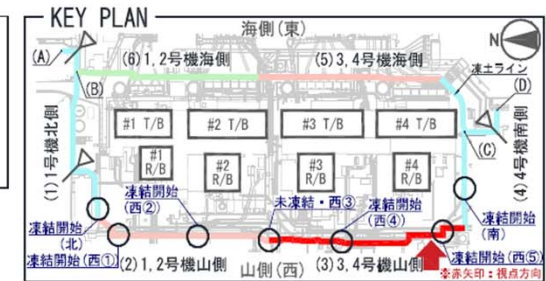 KEY PLAN
海側(東)
N
(A)
(6)1,2号機海側
(5)3,4号機海側
凍土ライン
(B)
(D)
#1 T/B
#2 T/B
#3 T/B
#4 T/B
(1)1号機北側
(C)
(4)4号機南側
#1
R/B
#2
R/B
#3
R/B
#4
R/B
凍結開始
(西②)
未凍結・西③
凍結開始
(西④)
凍結開始
(北)
凍結開始
(南)
凍結開始(西①)
(2)1,2号機山側
山側(西)
(3)3,4号機山側
凍結開始(西⑤)
※赤矢印：視点方向